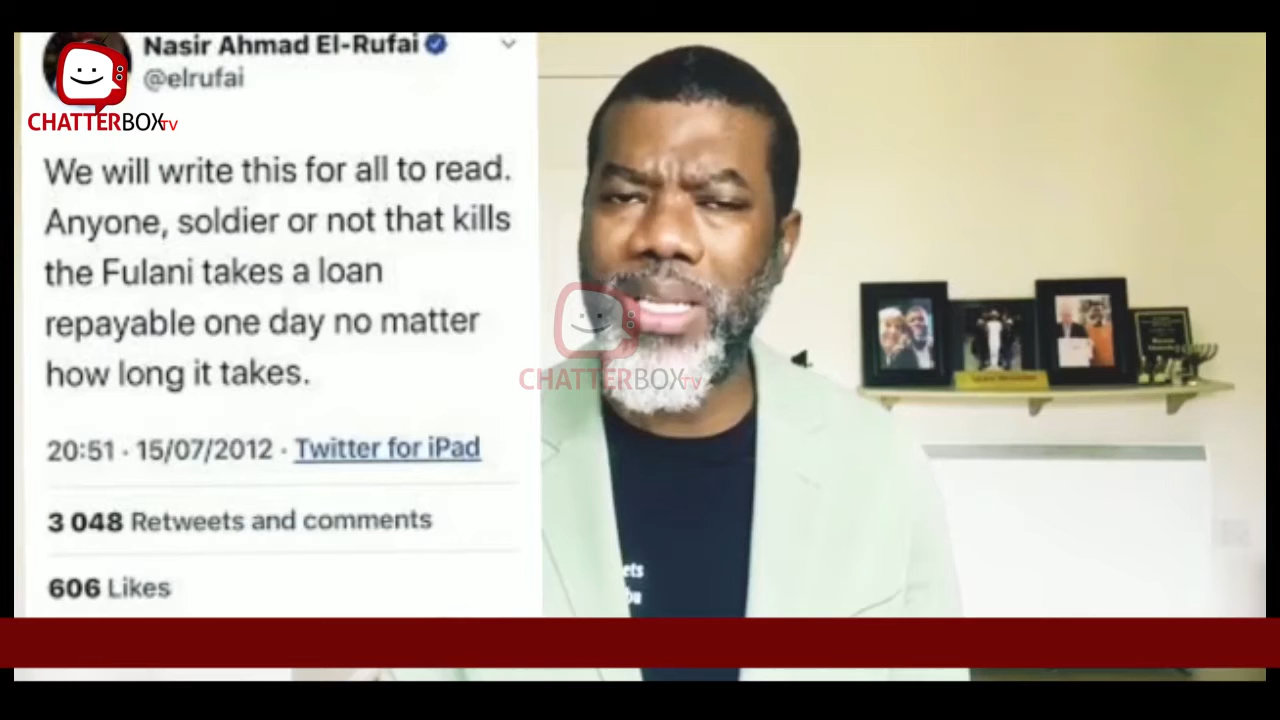 Nasir Ahmad El-Rufai
@elrufai
CHATTERBOXTV
We will write this for all to read.
Anyone, soldier or not that kills
the Fulani takes a loan
repayable one day no matter
how long it takes.
20:51 · 15/07/2012 · Twitter for iPad
3 048 Retweets and comments
606 Likes
CHATTERBOXTV
ets